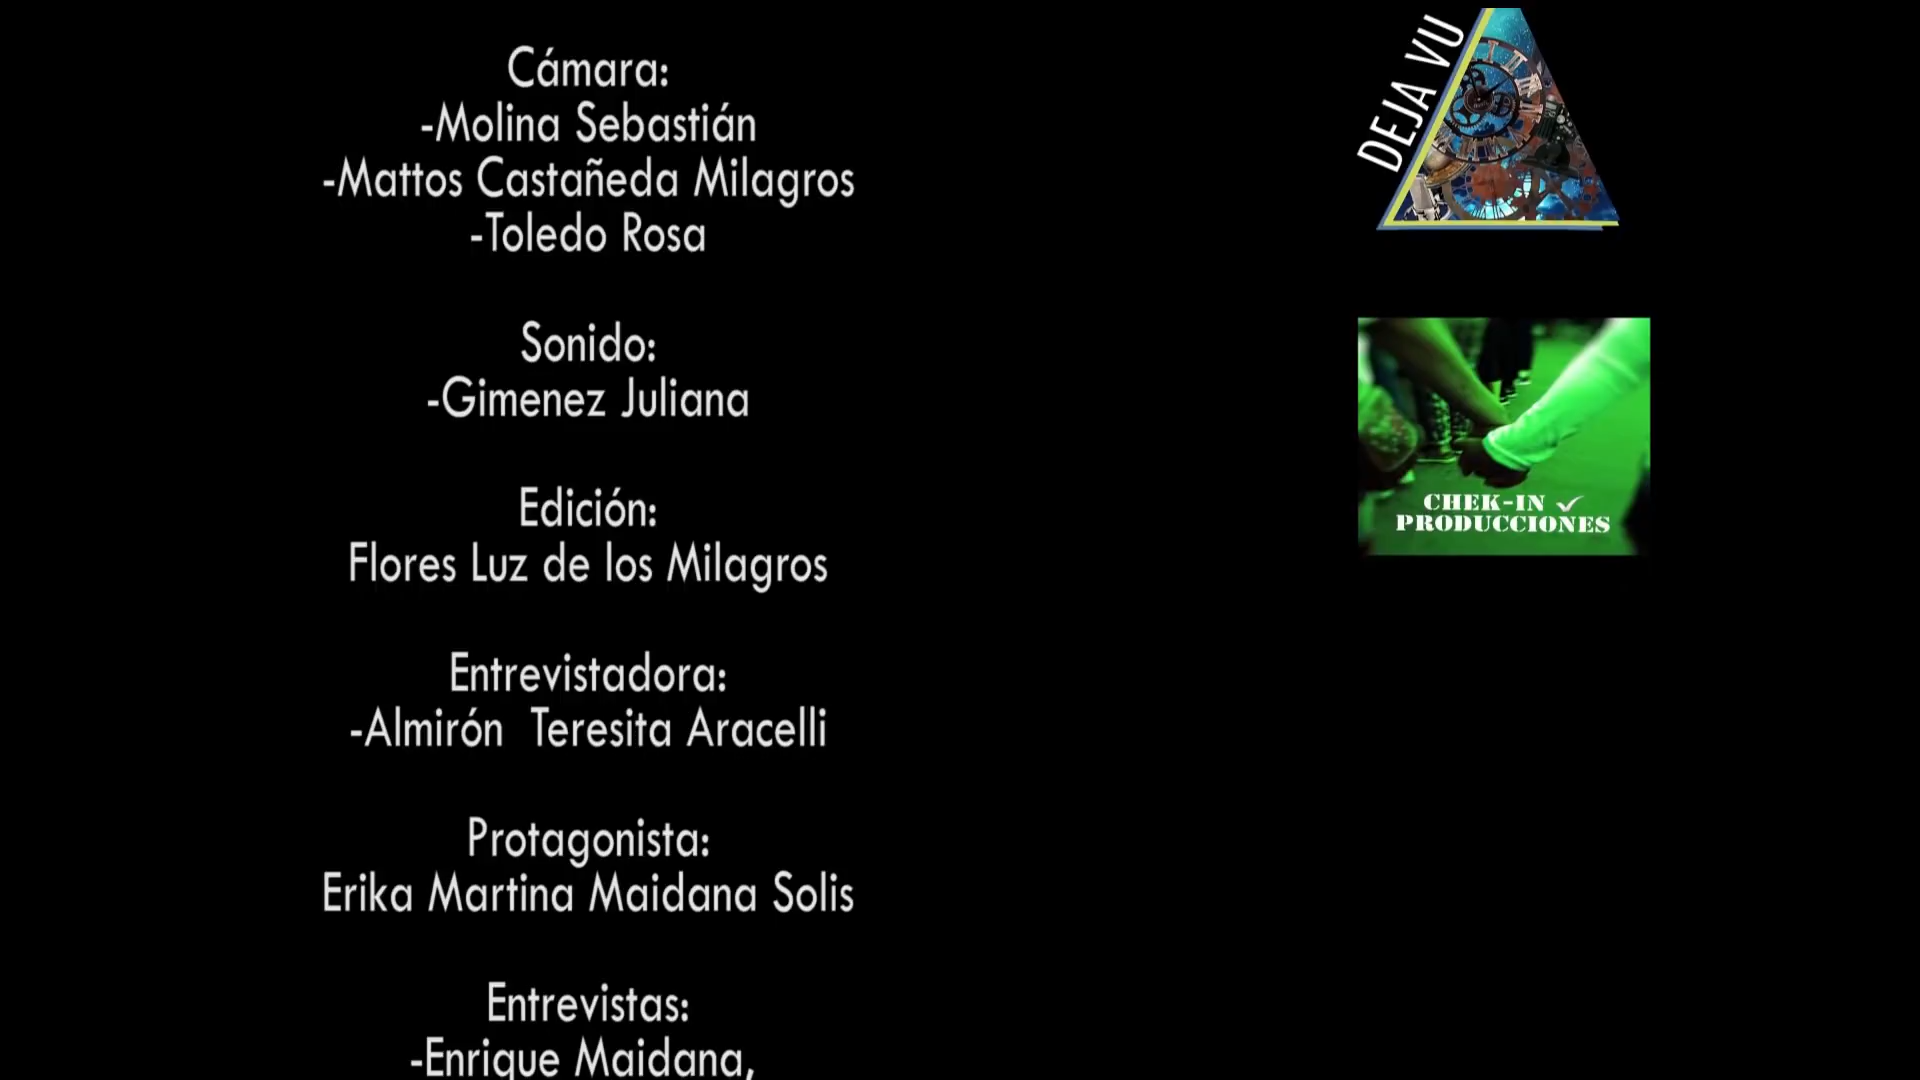 Cámara:
-Molina Sebastián
-Mattos Castañeda Milagros
-Toledo Rosa
Sonido:
-Gimenez Juliana
Edición:
Flores Luz de los Milagros
Entrevistadora:
-Almirón  Teresita Aracelli
Protagonista:
Erika Martina Maidana Solis
Entrevistas:
-Enrique Maidana,
DEJA VU
CHEK-IN ✓
PRODUCCIONES